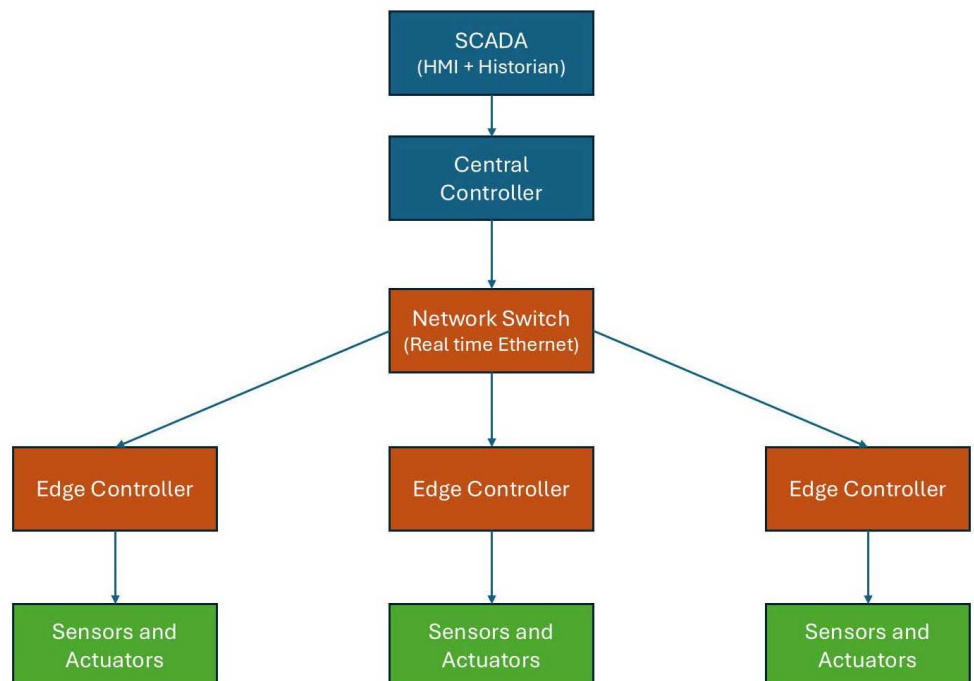 SCADA
(HMI + Historian)
Central
Controller
Network Switch
(Real time Ethernet)
Edge Controller
Edge Controller
Edge Controller
Sensors and
Actuators
Sensors and
Actuators
Sensors and
Actuators